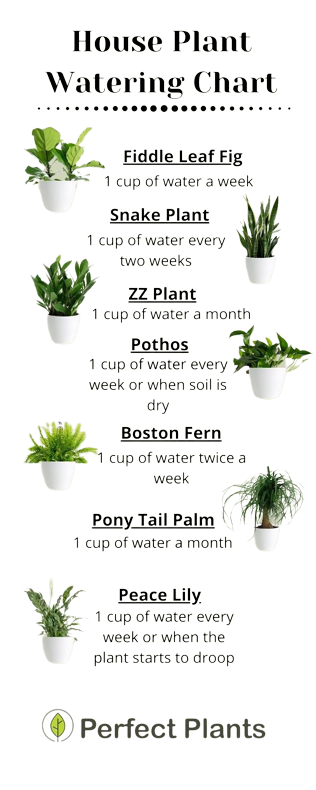 House Plant
Watering Chart
Fiddle Leaf Fig
1 cup of water a week
Snake Plant
1 cup of water every
two weeks
ZZ Plant
1 cup of water a month
Pothos
1 cup of water every
week or when soil is
dry
Boston Fern
1 cup of water twice a
week
Pony Tail Palm
1 cup of water a month
Peace Lily
1 cup of water every
week or when the
plant starts to droop
Perfect Plants